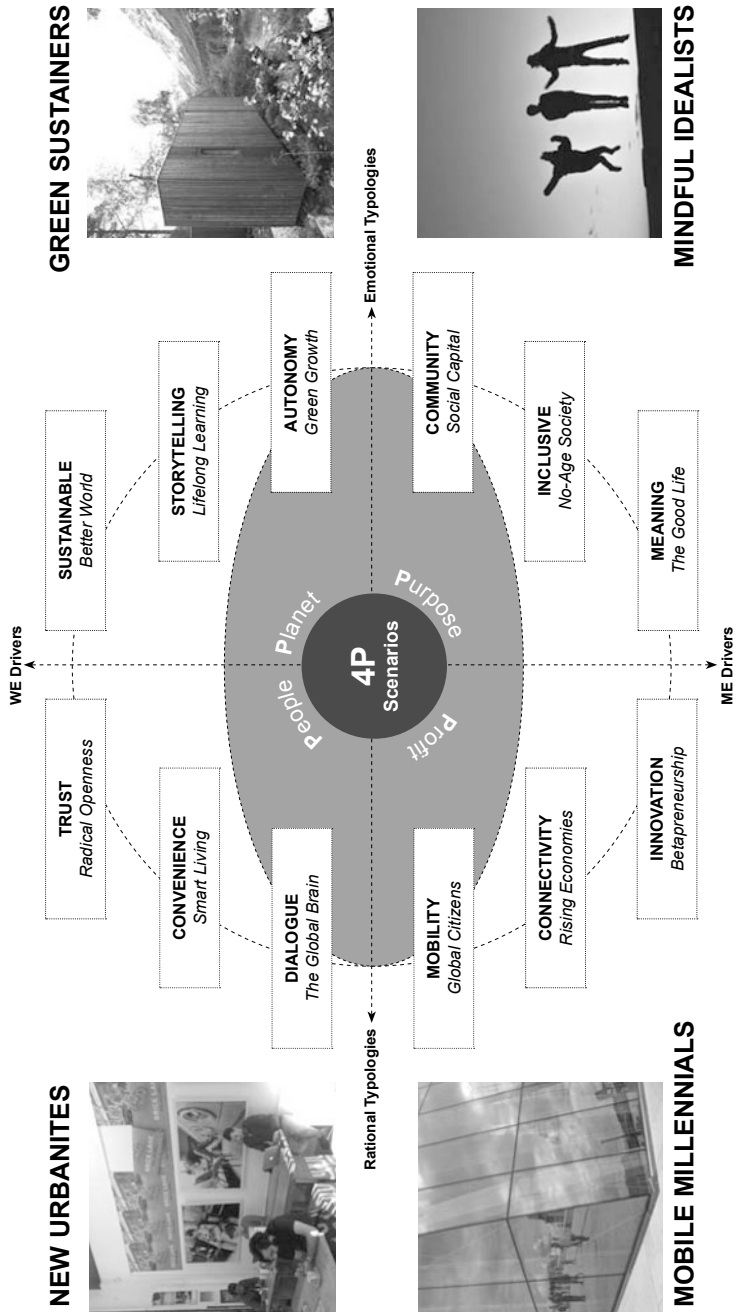 NEW URBANITES
GREEN SUSTAINERS
WE Drivers
TRUST
Radical Openness
SUSTAINABLE
Better World
CONVENIENCE
Smart Living
STORYTELLING
Lifelong Learning
DIALOGUE
The Global Brain
AUTONOMY
Green Growth
People
Planet
Rational Typologies
4P
Scenarios
Emotional Typologies
Profit
Purpose
MOBILITY
Global Citizens
COMMUNITY
Social Capital
CONNECTIVITY
Rising Economies
INCLUSIVE
No-Age Society
INNOVATION
Betapreneurship
MEANING
The Good Life
ME Drivers
MOBILE MILLENNIALS
MINDFUL IDEALISTS